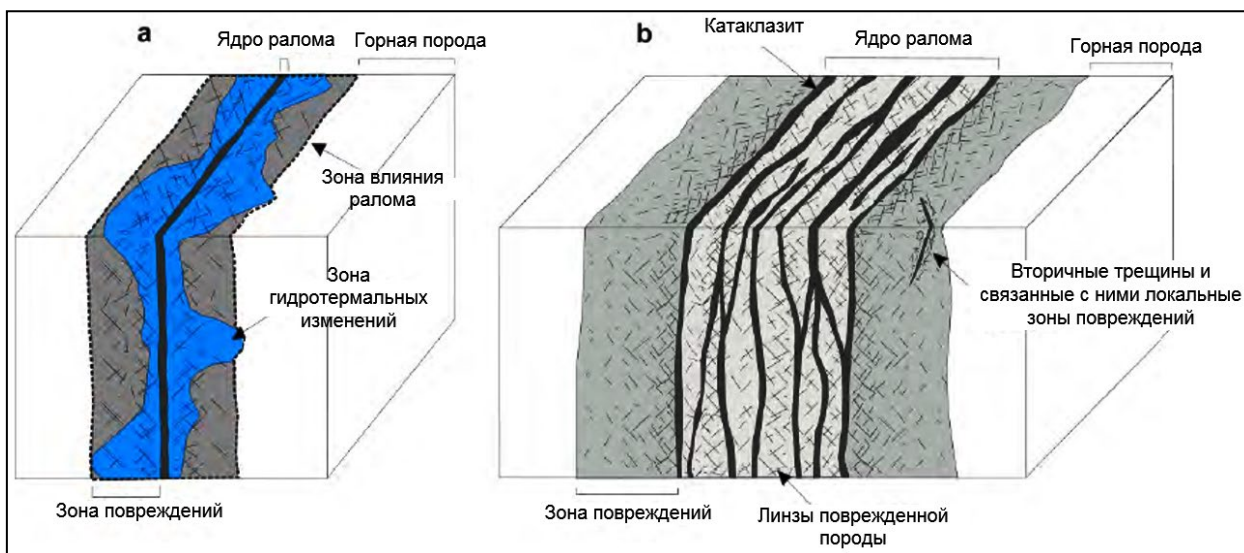 a
Ядро ралома
Горная порода
Зона влияния
ралома
Зона
гидротермальных
изменений
Зона повреждений
b
Катаклазит
Ядро ралома
Горная порода
Вторичные трещины и
связанные с ними локальные
зоны повреждений
Зона повреждений
Линзы поврежденной
породы